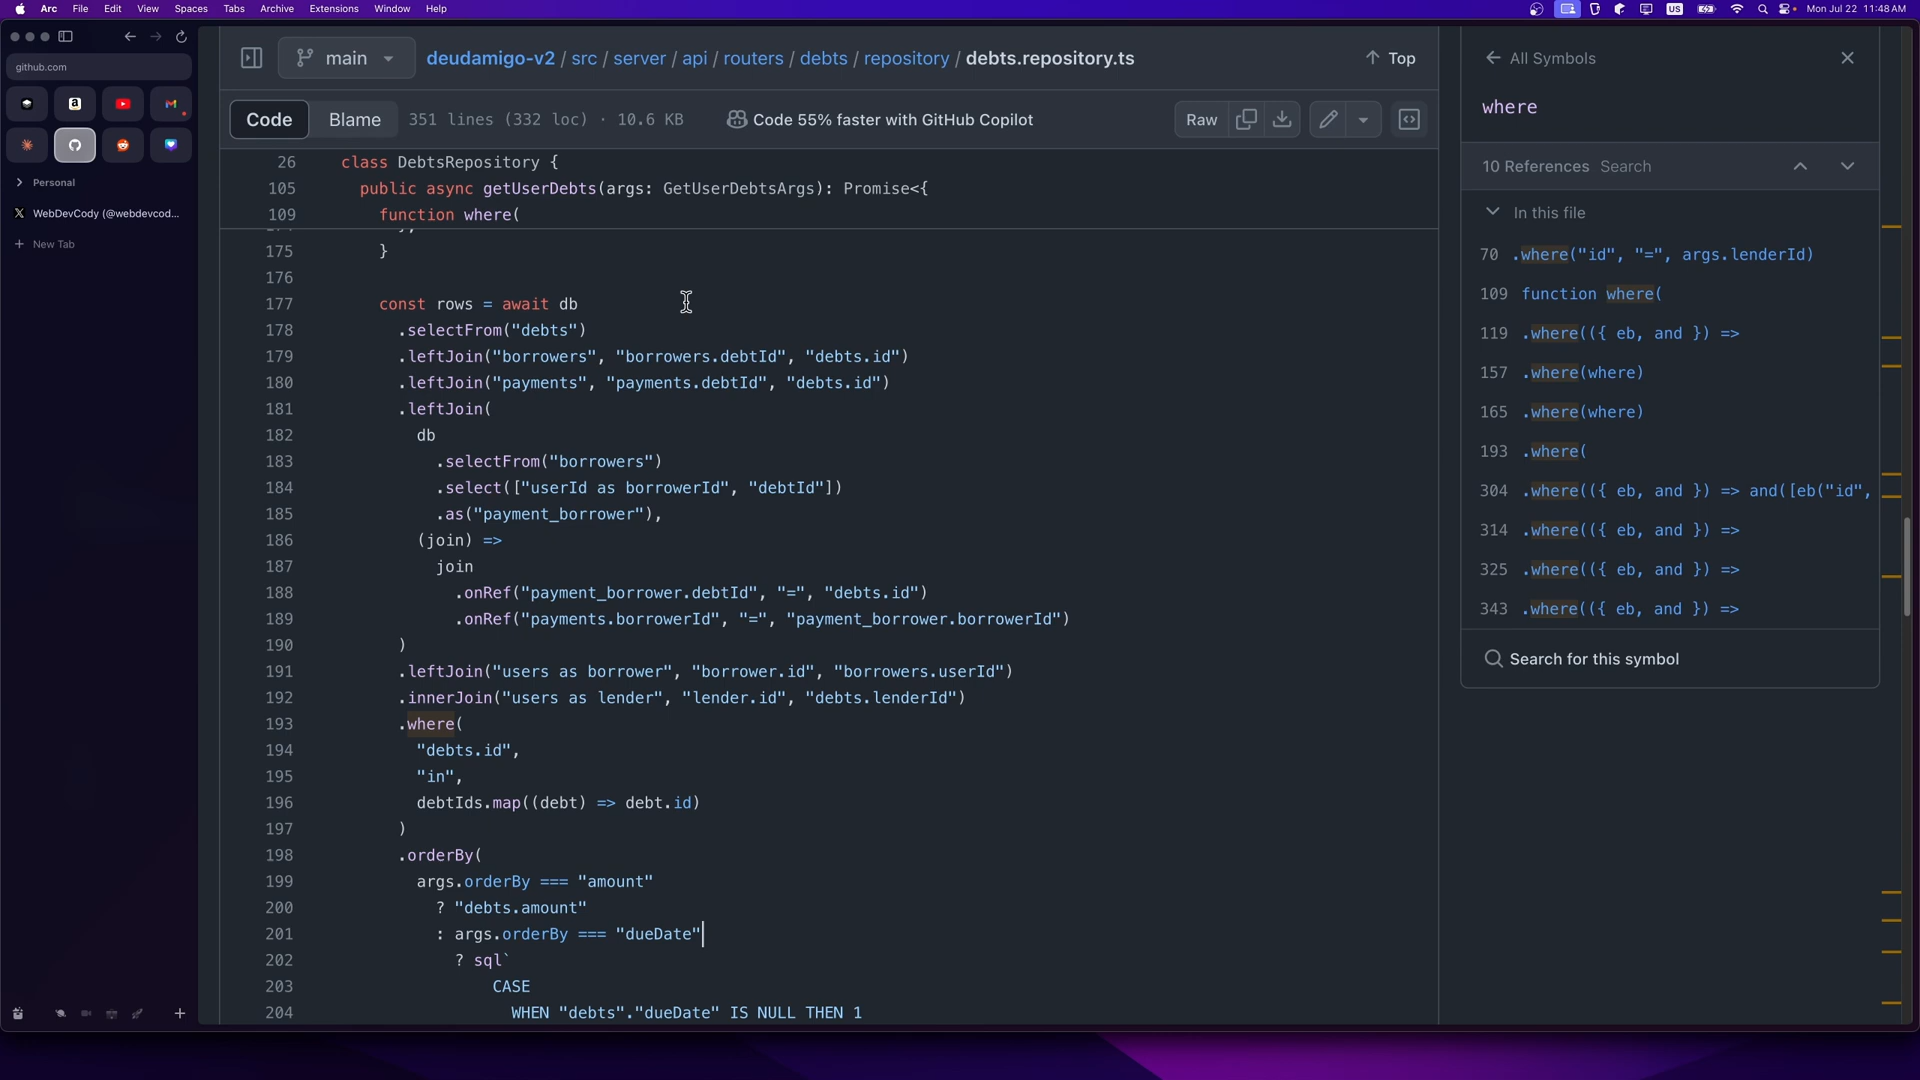 Arc File Edit View Spaces Tabs Archive Extensions Window Help
US
Mon Jul 22 11:48 AM
github.com
Personal
WebDevCody (@webdevcod...
New Tab
main
deudamigo-v2 / src / server / api / routers / debts / repository / debts.repository.ts
Top
Code Blame 351 lines (332 loc) · 10.6 KB Code 55% faster with GitHub Copilot Raw
26 class DebtsRepository {
105 public async getUserDebts(args: GetUserDebtsArgs): Promise<{
109 function where(
175 }
176
177 const rows = await db
178 .selectFrom("debts")
179 .leftJoin("borrowers", "borrowers.debtId", "debts.id")
180 .leftJoin("payments", "payments.debtId", "debts.id")
181 .leftJoin(
182 db
183 .selectFrom("borrowers")
184 .select(["userId as borrowerId", "debtId"])
185 .as("payment_borrower"),
186 (join) =>
187 join
188 .onRef("payment_borrower.debtId", "=", "debts.id")
189 .onRef("payments.borrowerId", "=", "payment_borrower.borrowerId")
190 )
191 .leftJoin("users as borrower", "borrower.id", "borrowers.userId")
192 .innerJoin("users as lender", "lender.id", "debts.lenderId")
193 .where(
194 "debts.id",
195 "in",
196 debtIds.map((debt) => debt.id)
197 )
198 .orderBy(
199 args.orderBy === "amount"
200 ? "debts.amount"
201 : args.orderBy === "dueDate"
202 ? sql`
203 CASE
204 WHEN "debts"."dueDate" IS NULL THEN 1
All Symbols
where
10 References Search
In this file
70 .where("id", "=", args.lenderId)
109 function where(
119 .where(({ eb, and }) =>
157 .where(where)
165 .where(where)
193 .where(
304 .where(({ eb, and }) => and([eb("id",
314 .where(({ eb, and }) =>
325 .where(({ eb, and }) =>
343 .where(({ eb, and }) =>
Search for this symbol